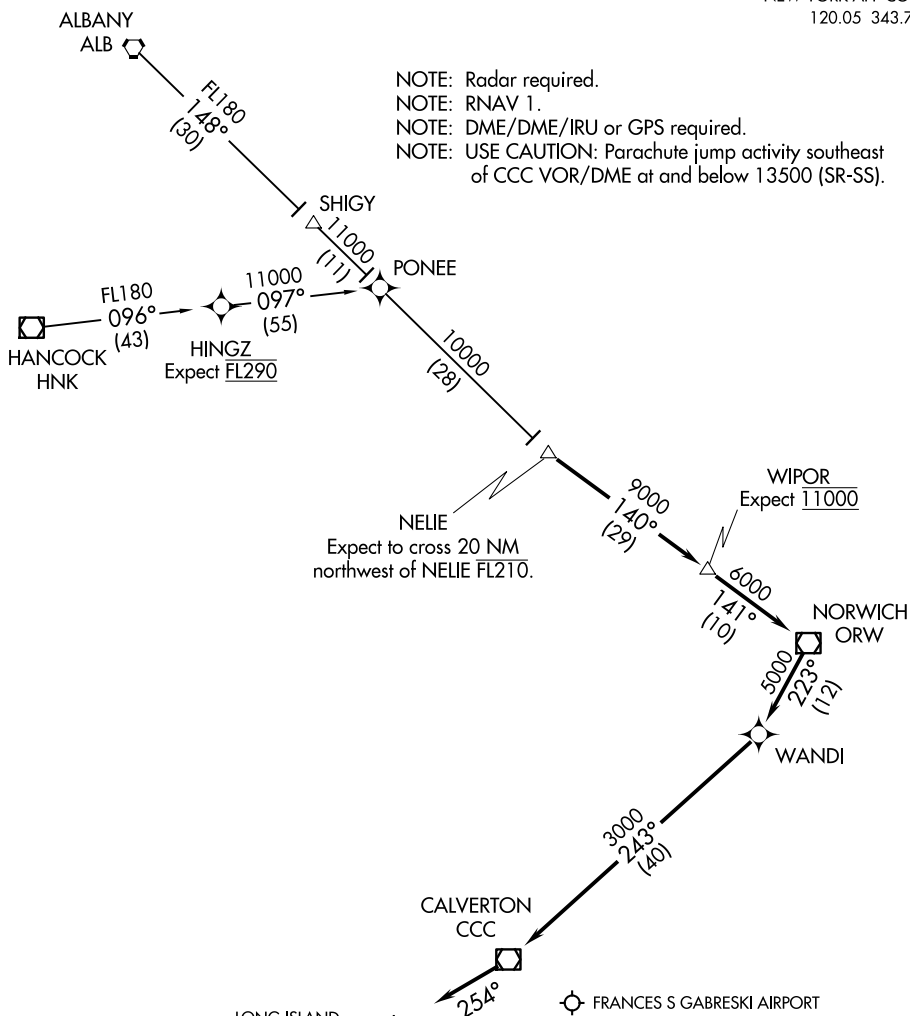 120.05 343.7
ALBANY
ALB
FL180
148°
(30)
NOTE: Radar required.
NOTE: RNAV 1.
NOTE: DME/DME/IRU or GPS required.
NOTE: USE CAUTION: Parachute jump activity southeast
of CCC VOR/DME at and below 13500 (SR-SS).
SHIGY
11000
(11)
PONEE
FL180
096°
(43)
11000
097°
(55)
HANCOCK
HNK
HINGZ
Expect FL290
10000
(28)
NELIE
Expect to cross 20 NM
northwest of NELIE FL210.
9000
140°
(29)
WIPOR
Expect 11000
6000
141°
(10)
NORWICH
ORW
5000
223°
(12)
WANDI
3000
243°
(40)
CALVERTON
CCC
254°
FRANCES S GABRESKI AIRPORT
LONG ISLAND